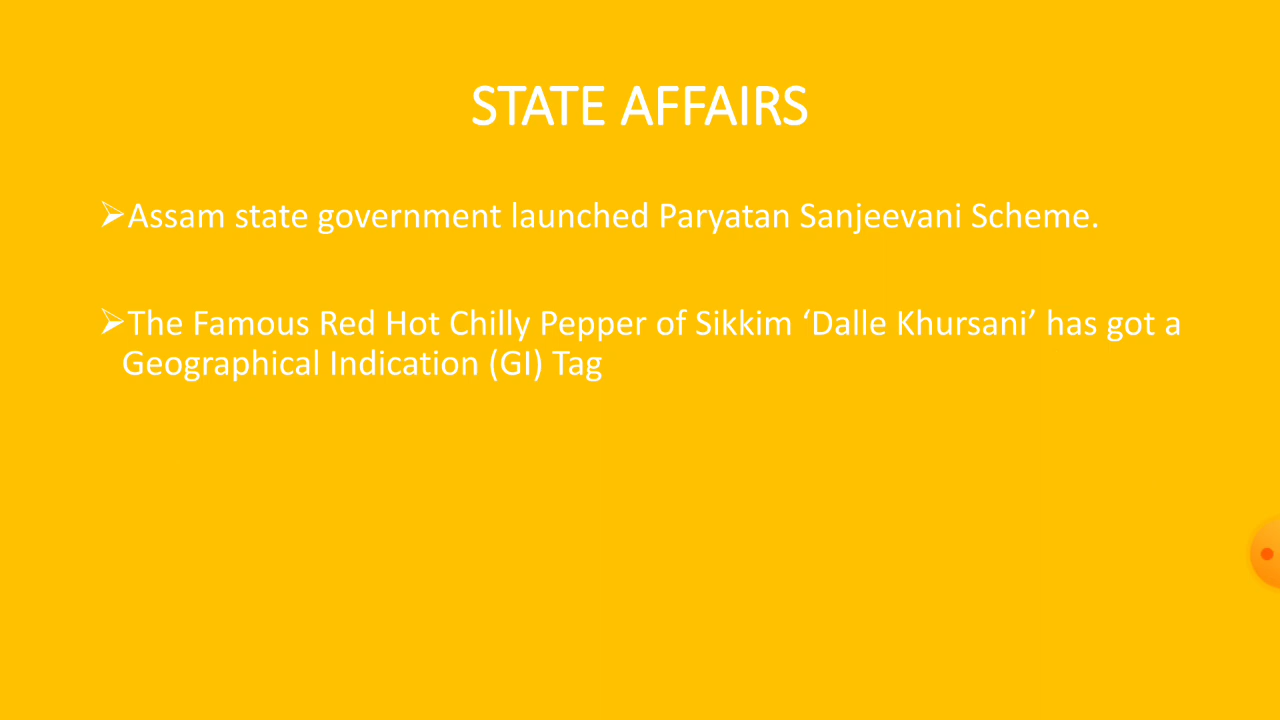 STATE AFFAIRS
➢Assam state government launched Paryatan Sanjeevani Scheme.
➢The Famous Red Hot Chilly Pepper of Sikkim ‘Dalle Khursani’ has got a
Geographical Indication (GI) Tag